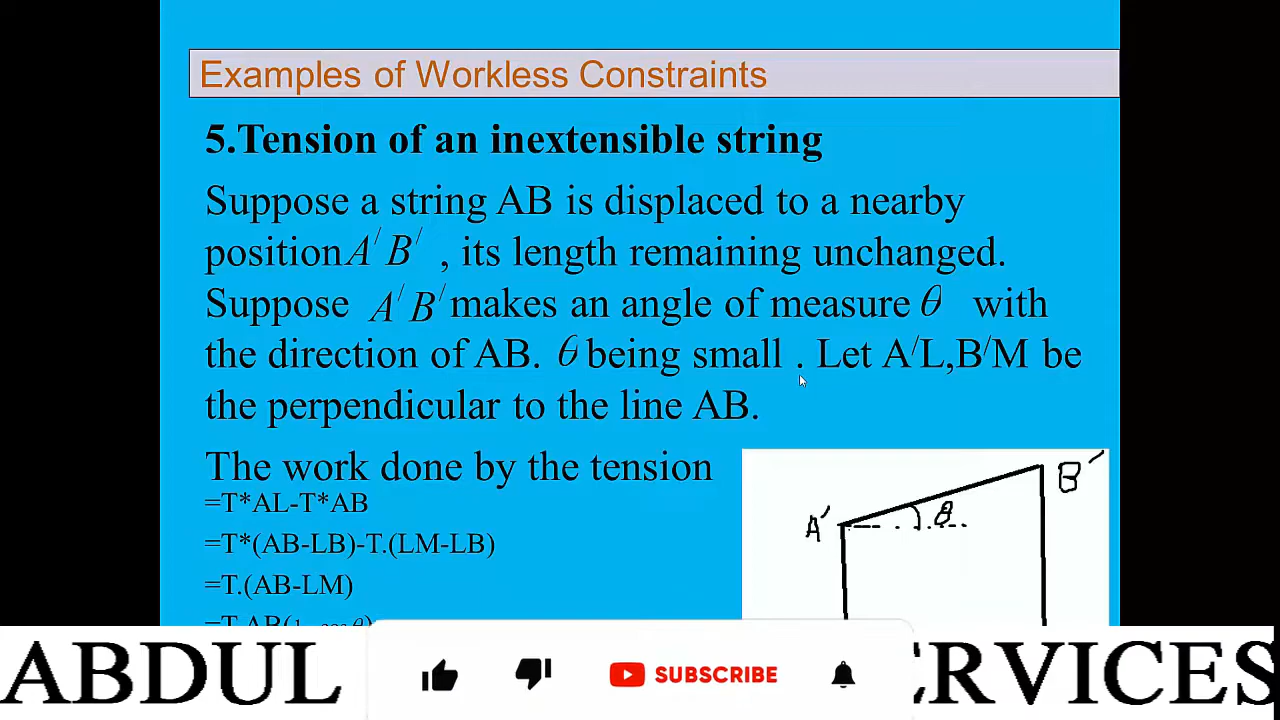 Examples of Workless Constraints
5.Tension of an inextensible string
Suppose a string AB is displaced to a nearby
position A/ B/ , its length remaining unchanged.
Suppose A/ B/ makes an angle of measure θ with
the direction of AB. θ being small . Let A/L,B/M be
the perpendicular to the line AB.
The work done by the tension
=T*AL-T*AB
=T*(AB-LB)-T.(LM-LB)
=T.(AB-LM)
=T.AB(
A′
θ
B′
ABDUL
SUBSCRIBE
ERVICES